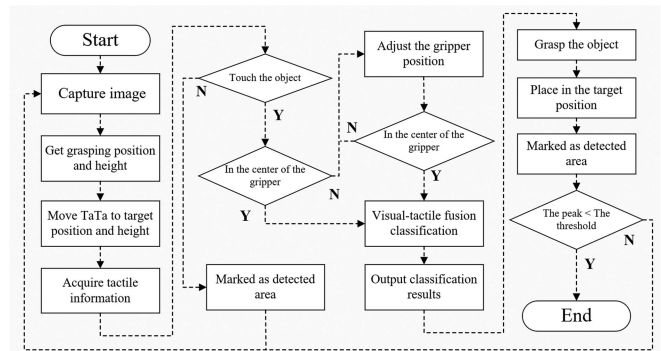 Start
Capture image
Get grasping position
and height
Move TaTa to target
position and height
Acquire tactile
information
Touch the object
N
Y
In the center of the
gripper
Y
N
Marked as detected
area
Adjust the gripper
position
N
In the center of the
gripper
Y
Visual-tactile fusion
classification
Output classification
results
Grasp the object
Place in the target
position
Marked as detected
area
The peak < The
threshold
N
Y
End